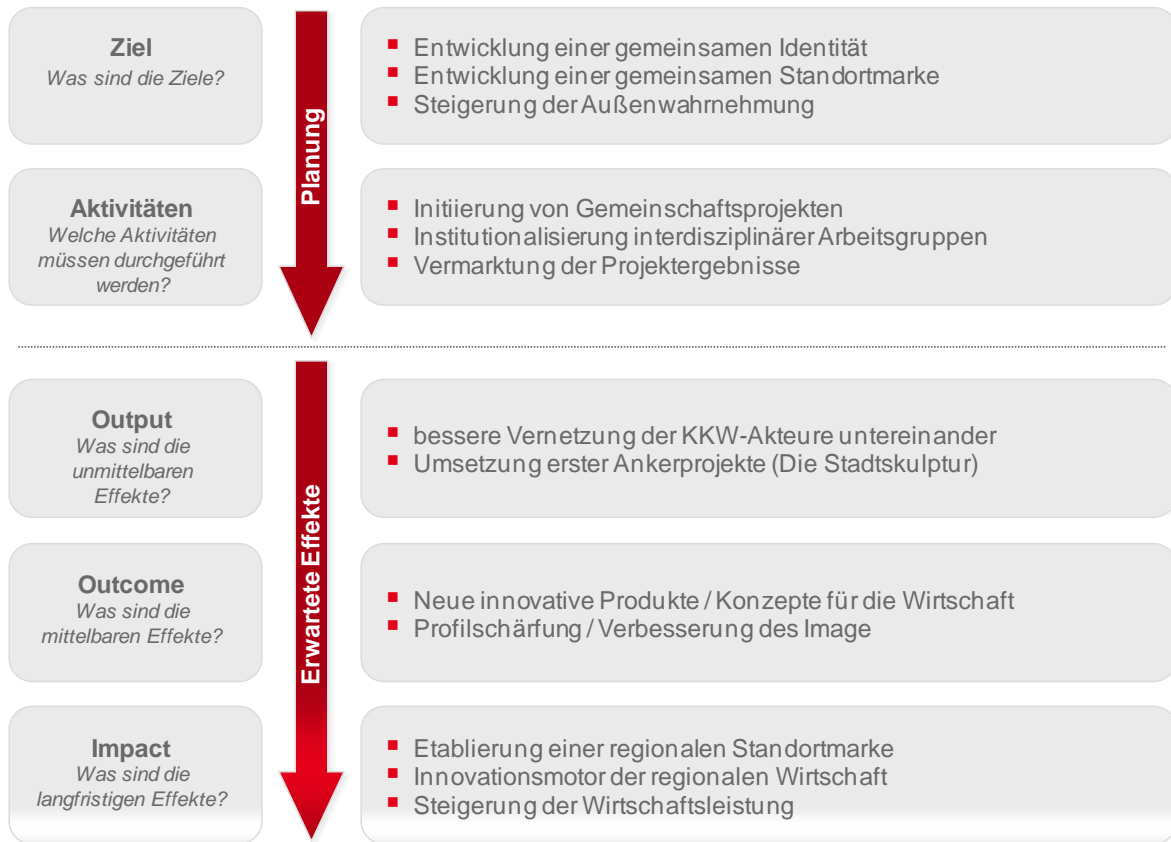 Ziel
Was sind die Ziele?
▪ Entwicklung einer gemeinsamen Identität
▪ Entwicklung einer gemeinsamen Standortmarke
▪ Steigerung der Außenwahrnehmung
Planung
Aktivitäten
Welche Aktivitäten
müssen durchgeführt
werden?
▪ Initiierung von Gemeinschaftsprojekten
▪ Institutionalisierung interdisziplinärer Arbeitsgruppen
▪ Vermarktung der Projektergebnisse
Output
Was sind die
unmittelbaren
Effekte?
▪ bessere Vernetzung der KKW-Akteure untereinander
▪ Umsetzung erster Ankerprojekte (Die Stadtskulptur)
Erwartete Effekte
Outcome
Was sind die
mittelbaren Effekte?
▪ Neue innovative Produkte / Konzepte für die Wirtschaft
▪ Profilschärfung / Verbesserung des Image
Impact
Was sind die
langfristigen Effekte?
▪ Etablierung einer regionalen Standortmarke
▪ Innovationsmotor der regionalen Wirtschaft
▪ Steigerung der Wirtschaftsleistung